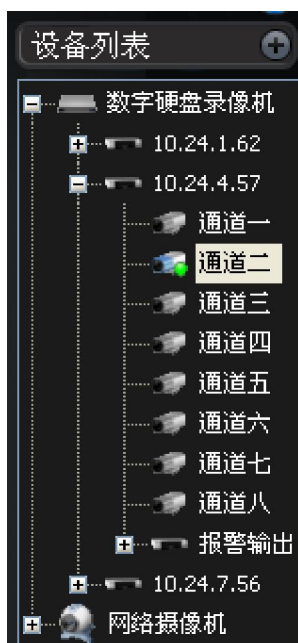 设备列表
数字硬盘录像机
10.24.1.62
10.24.4.57
通道一
通道二
通道三
通道四
通道五
通道六
通道七
通道八
报警输出
10.24.7.56
网络摄像机